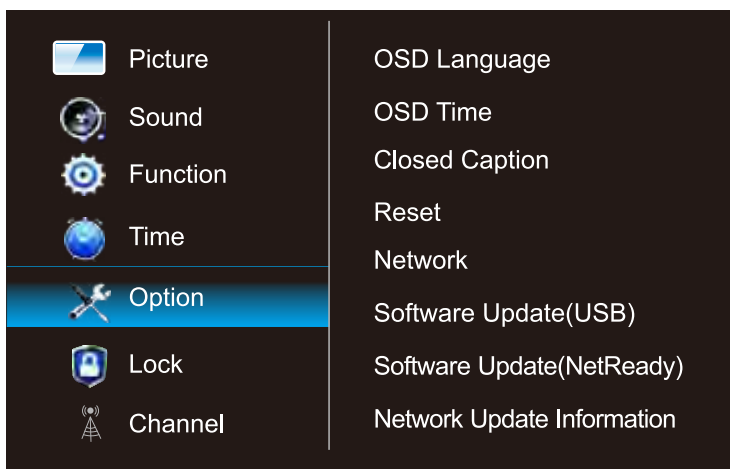 Picture
Sound
Function
Time
Option
Lock
Channel
OSD Language
OSD Time
Closed Caption
Reset
Network
Software Update(USB)
Software Update(NetReady)
Network Update Information